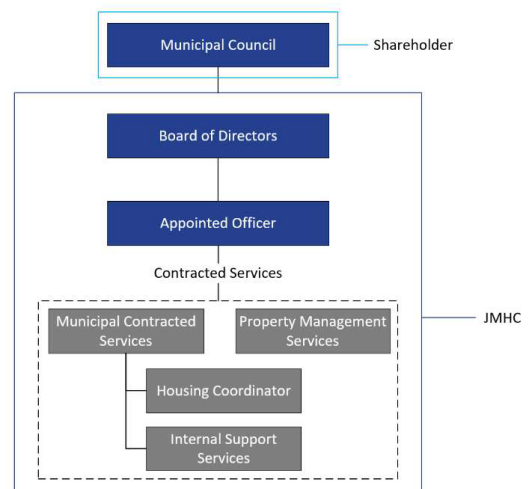 Municipal Council
Shareholder
Board of Directors
Appointed Officer
Contracted Services
Municipal Contracted
Services
Property Management
Services
JMHC
Housing Coordinator
Internal Support
Services